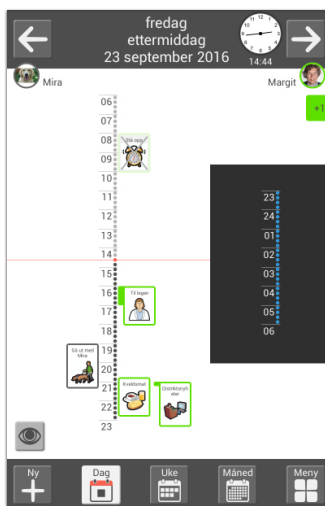 fredag
ettermiddag
23 september 2016
14:44
Mira
Margit
+1
06
07
08
Stå opp
09
10
11
12
13
14
15
16
Til legen
17
18
19
Gå ut med
Mira
20
21
Kveldsmat
22
23
23
24
01
02
03
04
05
06
Ny
Dag
Uke
Måned
Meny